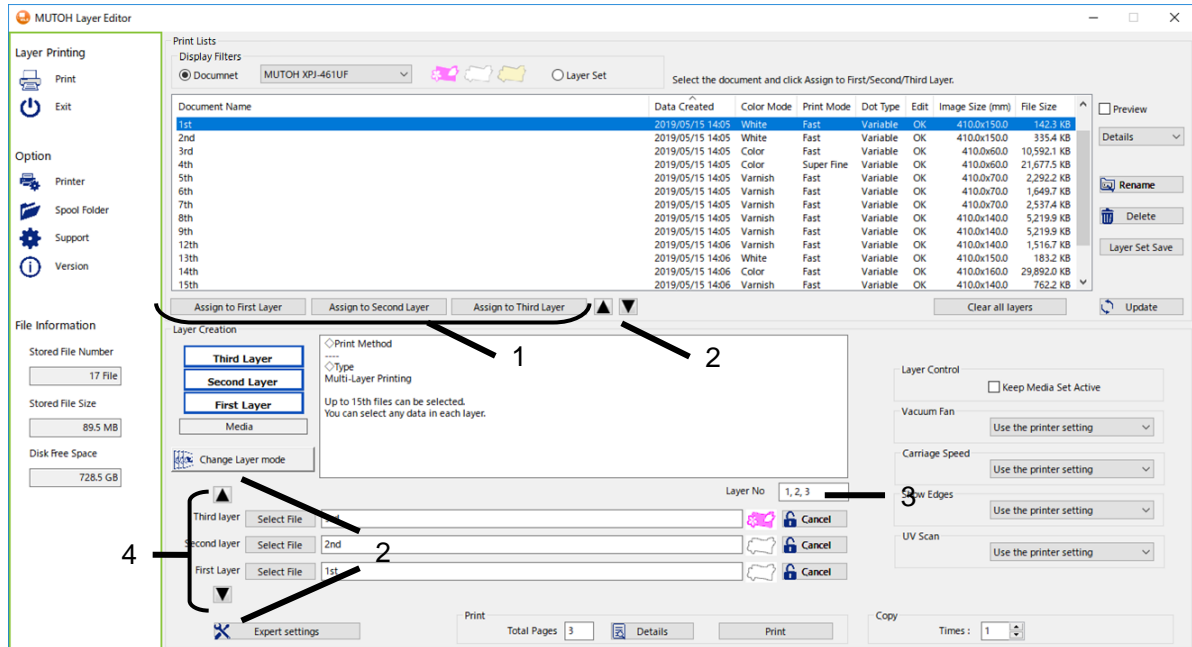 MUTOH Layer Editor
Layer Printing
Print
Exit
Option
Printer
Spool Folder
Support
Version
File Information
Stored File Number
17 File
Stored File Size
89.5 MB
Disk Free Space
728.5 GB
Print Lists
Display Filters
Documnet MUTOH XPJ-461UF Layer Set
Select the document and click Assign to First/Second/Third Layer.
Document Name Data Created Color Mode Print Mode Dot Type Edit Image Size (mm) File Size
1st 2019/05/15 14:05 White Fast Variable OK 410.0x150.0 142.3 KB
2nd 2019/05/15 14:05 White Fast Variable OK 410.0x150.0 335.4 KB
3rd 2019/05/15 14:05 Color Fast Variable OK 410.0x60.0 10,592.1 KB
4th 2019/05/15 14:05 Color Super Fine Variable OK 410.0x60.0 21,677.5 KB
5th 2019/05/15 14:05 Varnish Fast Variable OK 410.0x70.0 2,292.2 KB
6th 2019/05/15 14:05 Varnish Fast Variable OK 410.0x70.0 1,649.7 KB
7th 2019/05/15 14:05 Varnish Fast Variable OK 410.0x70.0 2,537.4 KB
8th 2019/05/15 14:05 Varnish Fast Variable OK 410.0x140.0 5,219.9 KB
9th 2019/05/15 14:05 Varnish Fast Variable OK 410.0x140.0 5,219.9 KB
12th 2019/05/15 14:06 Varnish Fast Variable OK 410.0x140.0 1,516.7 KB
13th 2019/05/15 14:06 White Fast Variable OK 410.0x150.0 183.2 KB
14th 2019/05/15 14:06 Color Fast Variable OK 410.0x160.0 29,892.0 KB
15th 2019/05/15 14:06 Varnish Fast Variable OK 410.0x140.0 762.2 KB
Preview
Details
Rename
Delete
Layer Set Save
Assign to First Layer Assign to Second Layer Assign to Third Layer Clear all layers Update
1
2
Layer Creation
Third Layer
Second Layer
First Layer
Media
Change Layer mode
◇Print Method
----
◇Type
Multi-Layer Printing
Up to 15th files can be selected.
You can select any data in each layer.
Layer Control
Keep Media Set Active
Vacuum Fan
Use the printer setting
Carriage Speed
Use the printer setting
Show Edges
Use the printer setting
UV Scan
Use the printer setting
Layer No 1, 2, 3
3
Third layer Select File Cancel
Second layer Select File 2nd Cancel
First Layer Select File 1st Cancel
4
2
Expert settings
Print
Total Pages 3 Details Print
Copy
Times : 1